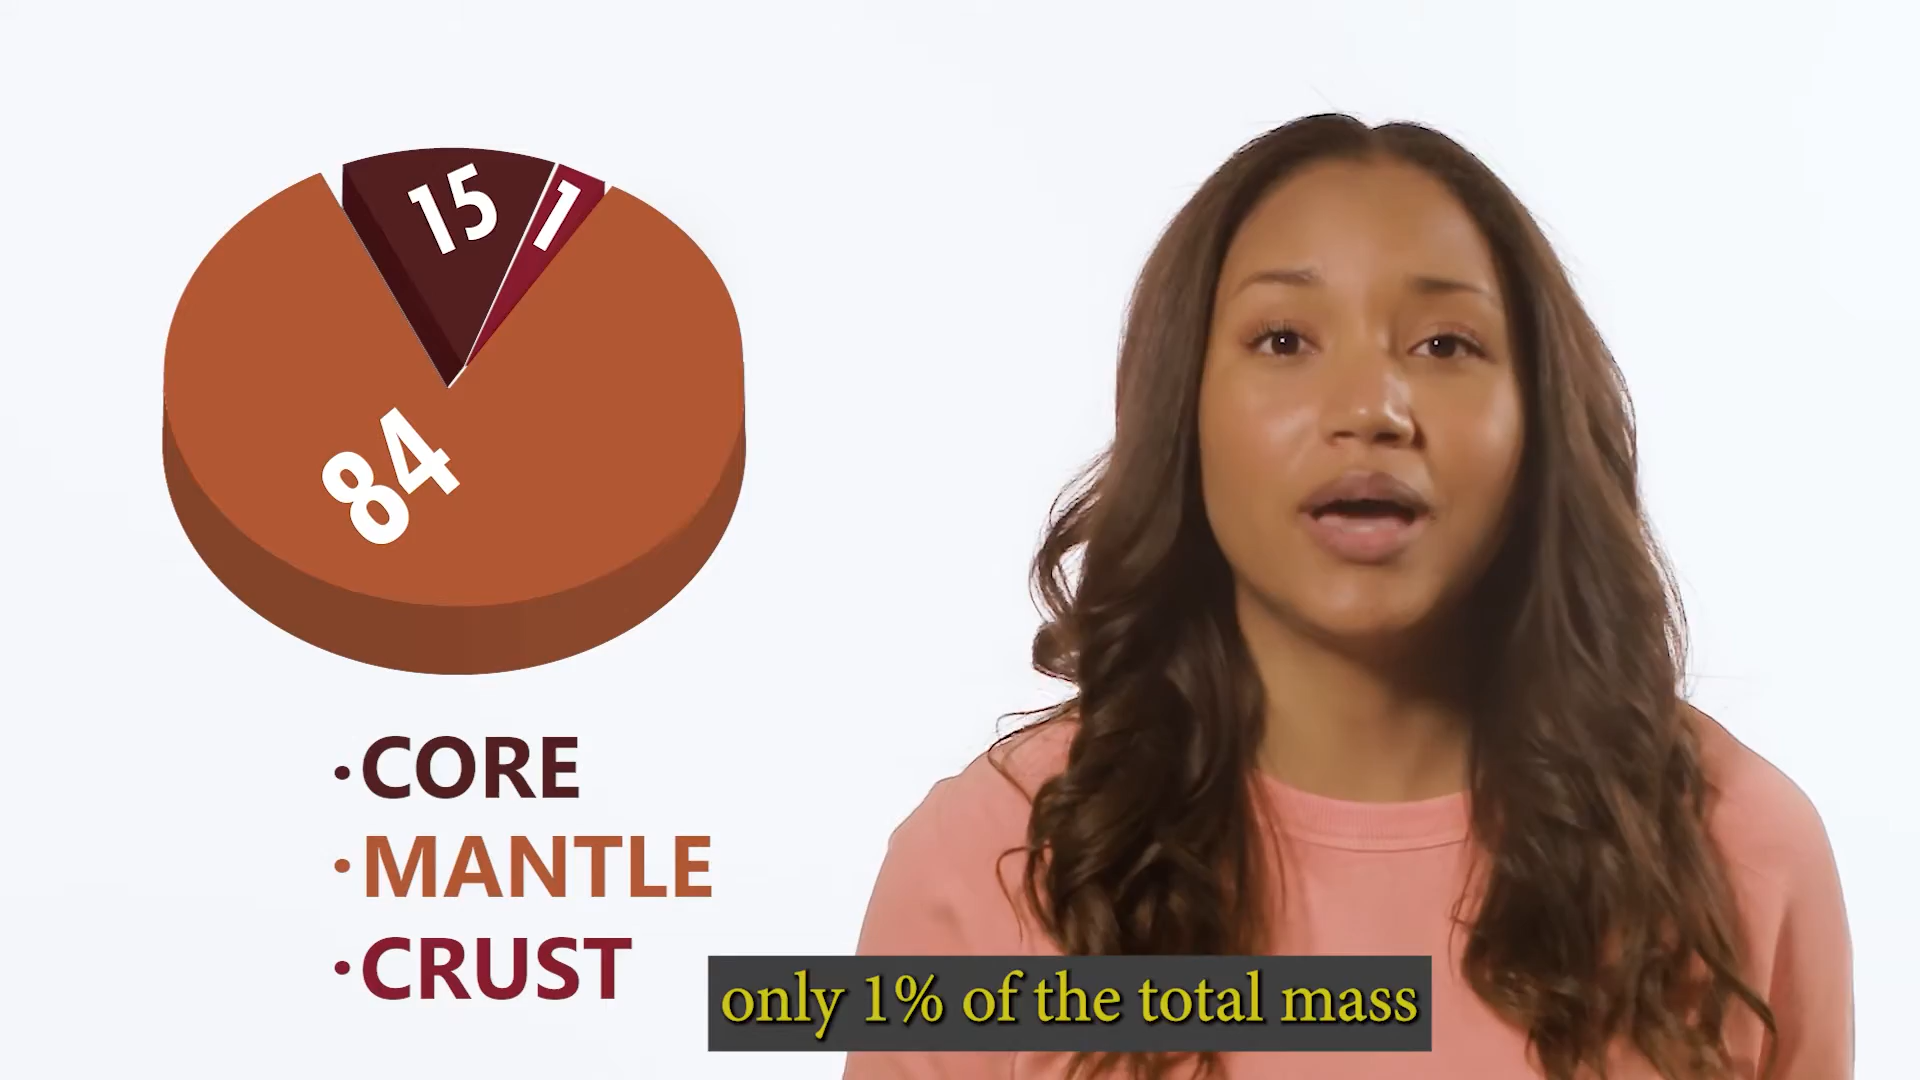 15
1
84
·CORE
·MANTLE
·CRUST
only 1% of the total mass